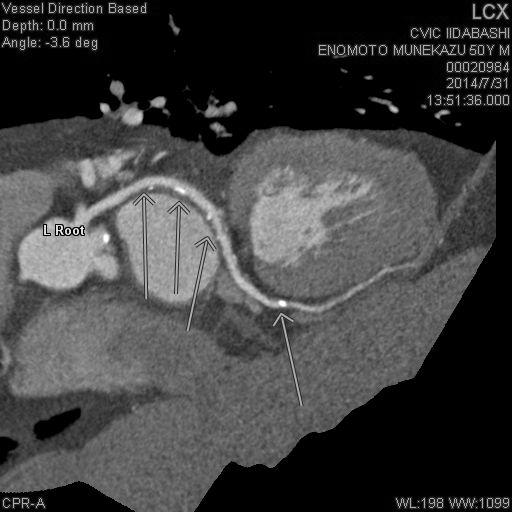 Vessel Direction Based
Depth: 0.0 mm
Angle: -3.6 deg
LCX
CVIC IIDABASHI
ENOMOTO MUNEKAZU 50Y M
00020984
2014/7/31
13:51:36.000
L Root
CPR-A
WL:198 WW:1099